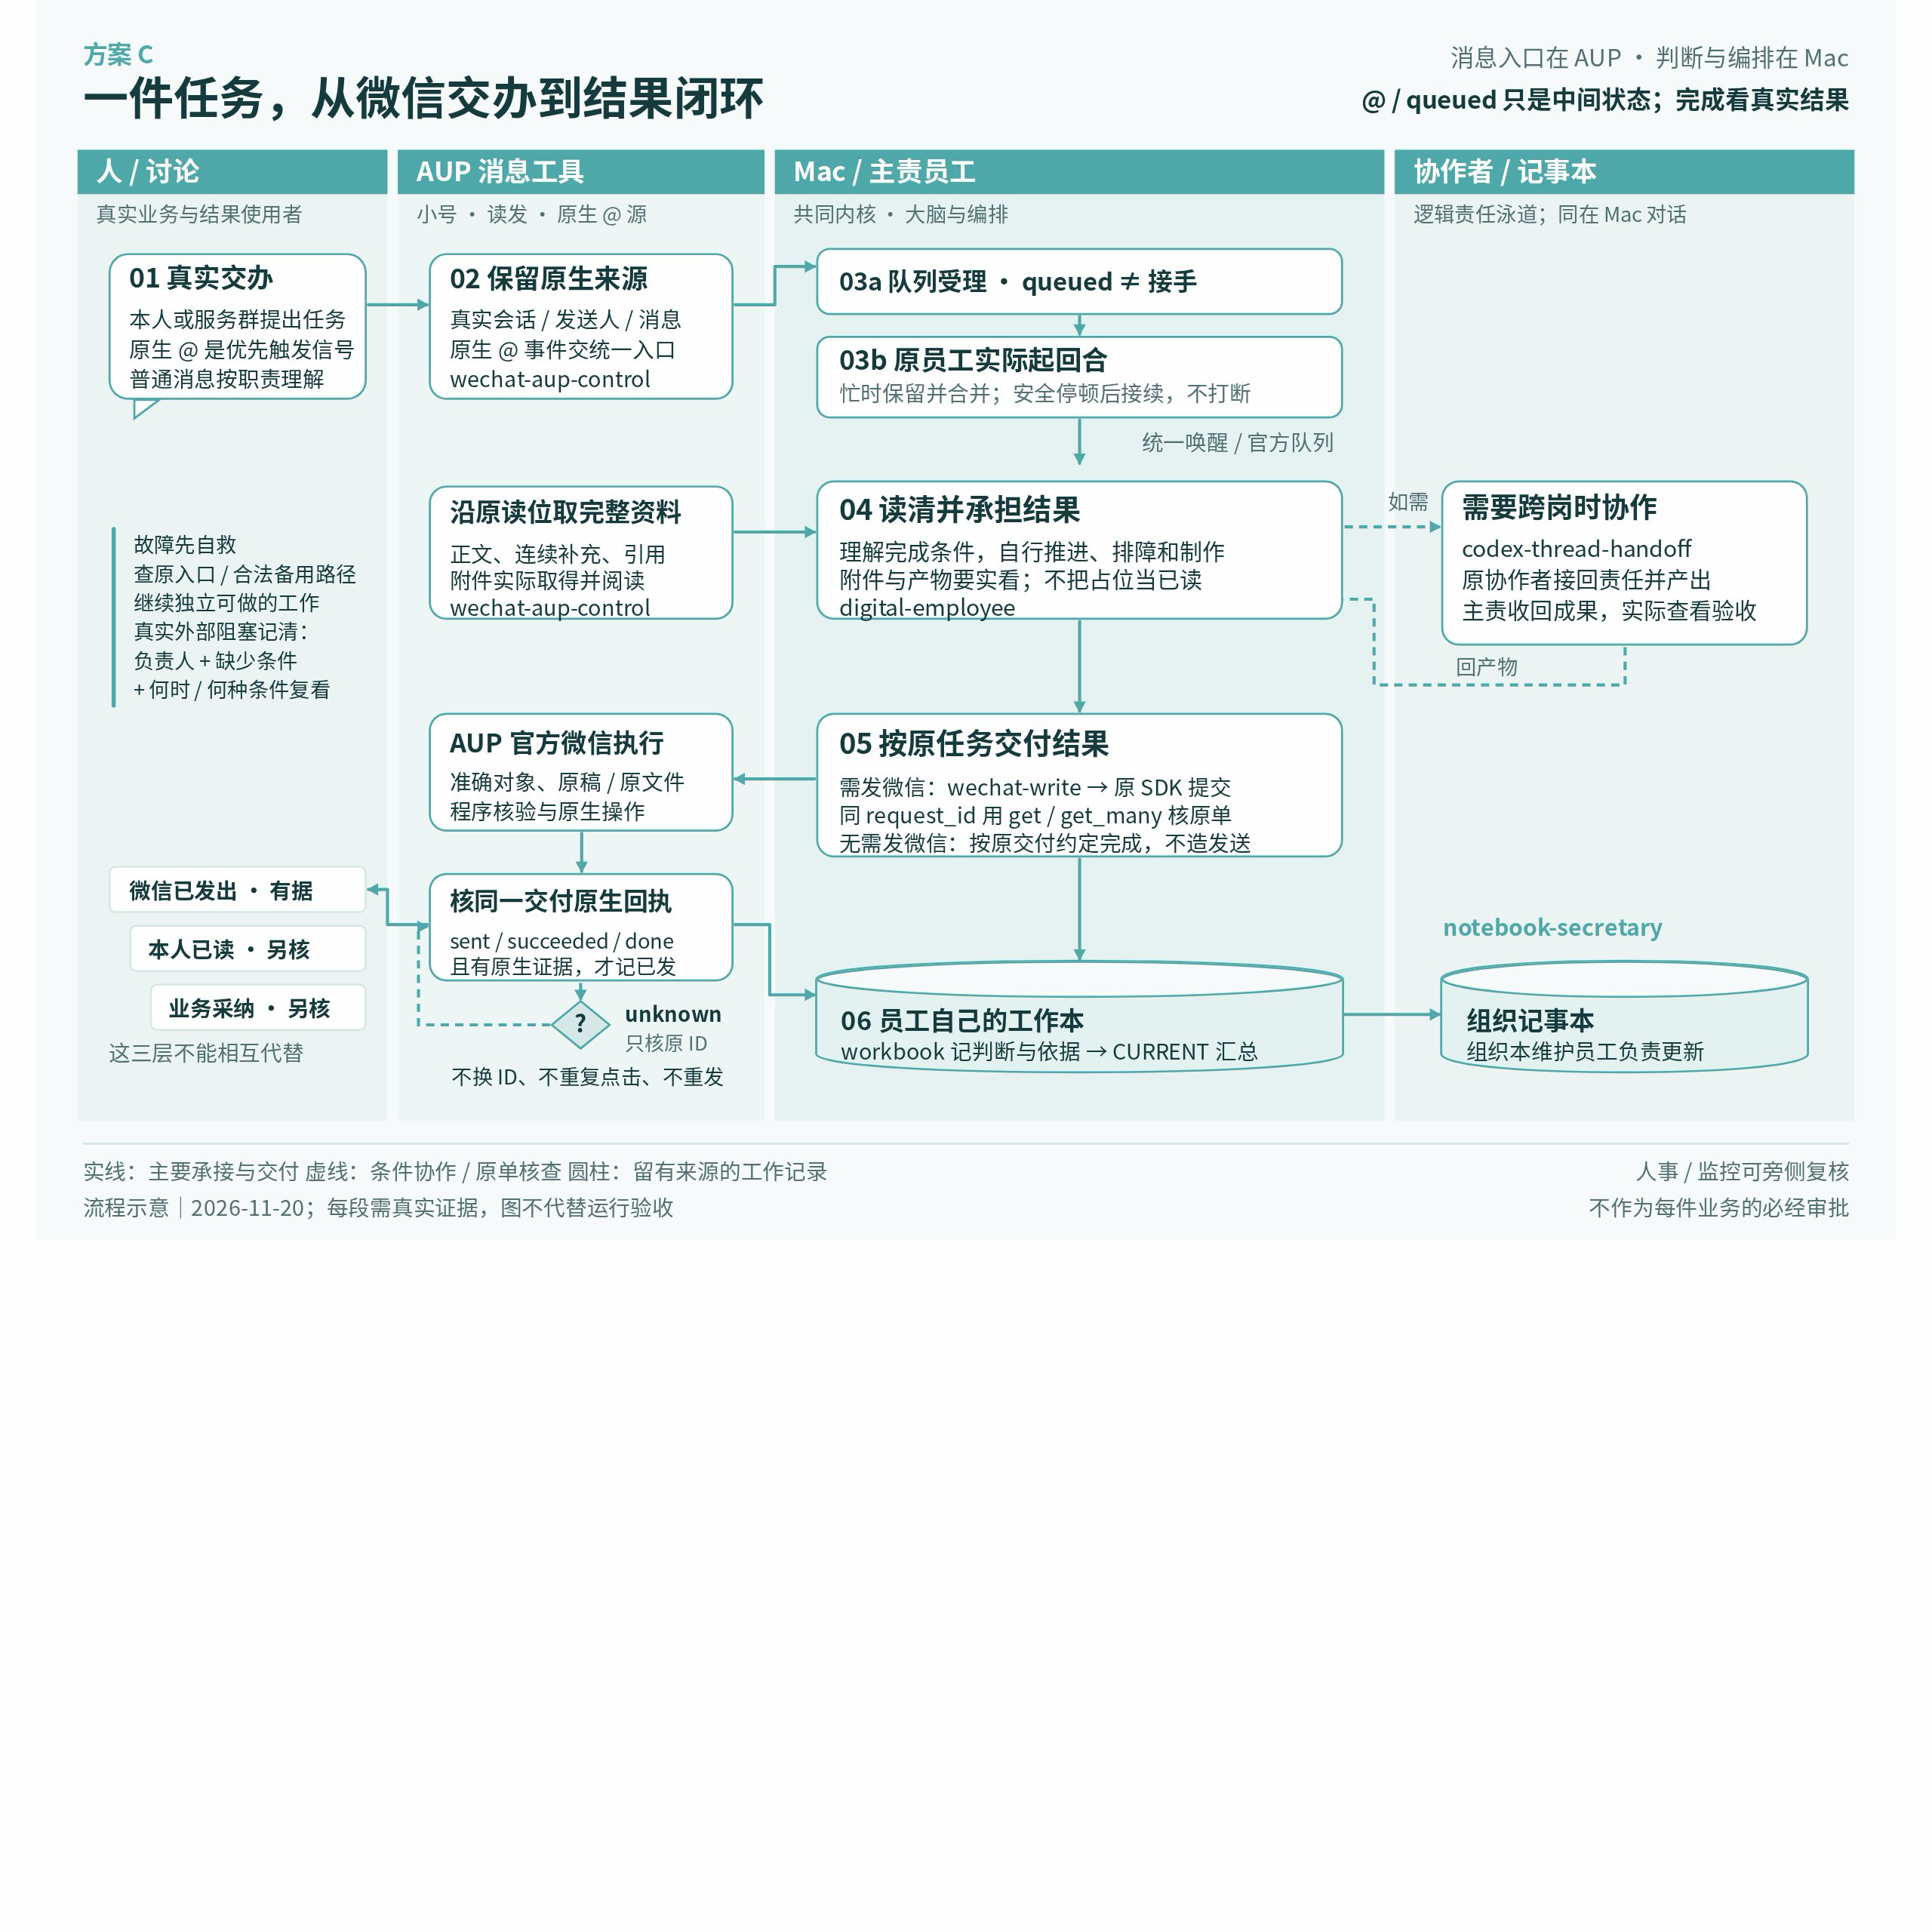 方案 C
一件任务，从微信交办到结果闭环
消息入口在 AUP · 判断与编排在 Mac
@ / queued 只是中间状态；完成看真实结果
人 / 讨论
真实业务与结果使用者
AUP 消息工具
小号 · 读发 · 原生 @ 源
Mac / 主责员工
共同内核 · 大脑与编排
协作者 / 记事本
逻辑责任泳道；同在 Mac 对话
01 真实交办
本人或服务群提出任务
原生 @ 是优先触发信号
普通消息按职责理解
02 保留原生来源
真实会话 / 发送人 / 消息
原生 @ 事件交统一入口
wechat-aup-control
03a 队列受理 · queued ≠ 接手
03b 原员工实际起回合
忙时保留并合并；安全停顿后接续，不打断
统一唤醒 / 官方队列
故障先自救
查原入口 / 合法备用路径
继续独立可做的工作
真实外部阻塞记清：
负责人 + 缺少条件
+ 何时 / 何种条件复看
沿原读位取完整资料
正文、连续补充、引用
附件实际取得并阅读
wechat-aup-control
04 读清并承担结果
理解完成条件，自行推进、排障和制作
附件与产物要实看；不把占位当已读
digital-employee
如需
需要跨岗时协作
codex-thread-handoff
原协作者接回责任并产出
主责收回成果，实际查看验收
回产物
AUP 官方微信执行
准确对象、原稿 / 原文件
程序核验与原生操作
05 按原任务交付结果
需发微信：wechat-write → 原 SDK 提交
同 request_id 用 get / get_many 核原单
无需发微信：按原交付约定完成，不造发送
微信已发出 · 有据
本人已读 · 另核
业务采纳 · 另核
这三层不能相互代替
核同一交付原生回执
sent / succeeded / done
且有原生证据，才记已发
?
unknown
只核原 ID
不换 ID、不重复点击、不重发
06 员工自己的工作本
workbook 记判断与依据 → CURRENT 汇总
notebook-secretary
组织记事本
组织本维护员工负责更新
实线：主要承接与交付 虚线：条件协作 / 原单核查 圆柱：留有来源的工作记录
流程示意｜2026-11-20；每段需真实证据，图不代替运行验收
人事 / 监控可旁侧复核
不作为每件业务的必经审批